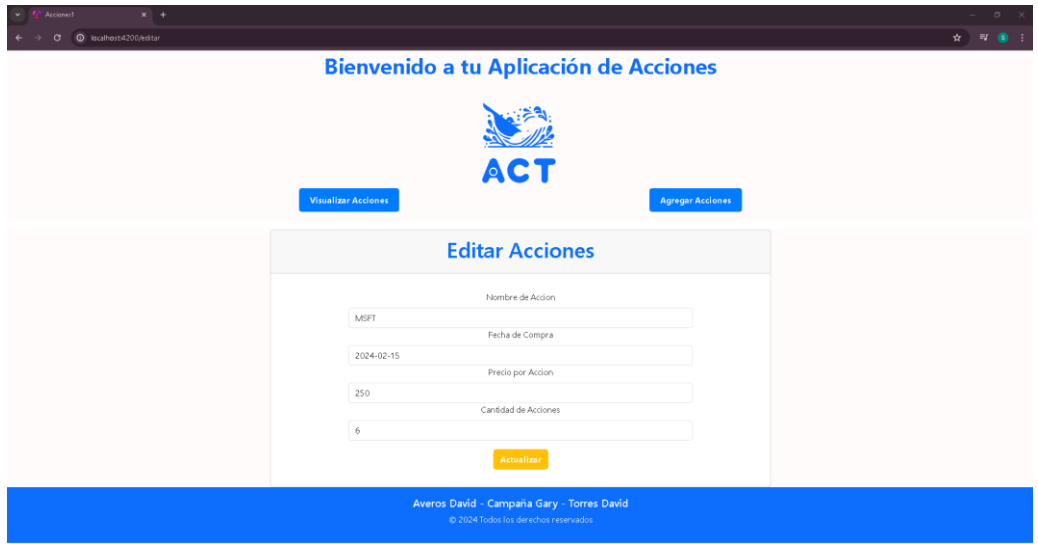 Acciones1
localhost:4200/editar
S
Bienvenido a tu Aplicación de Acciones
ACT
Visualizar Acciones
Agregar Acciones
Editar Acciones
Nombre de Accion
MSFT
Fecha de Compra
2024-02-15
Precio por Accion
250
Cantidad de Acciones
6
Actualizar
Averos David - Campaña Gary - Torres David
© 2024 Todos los derechos reservados